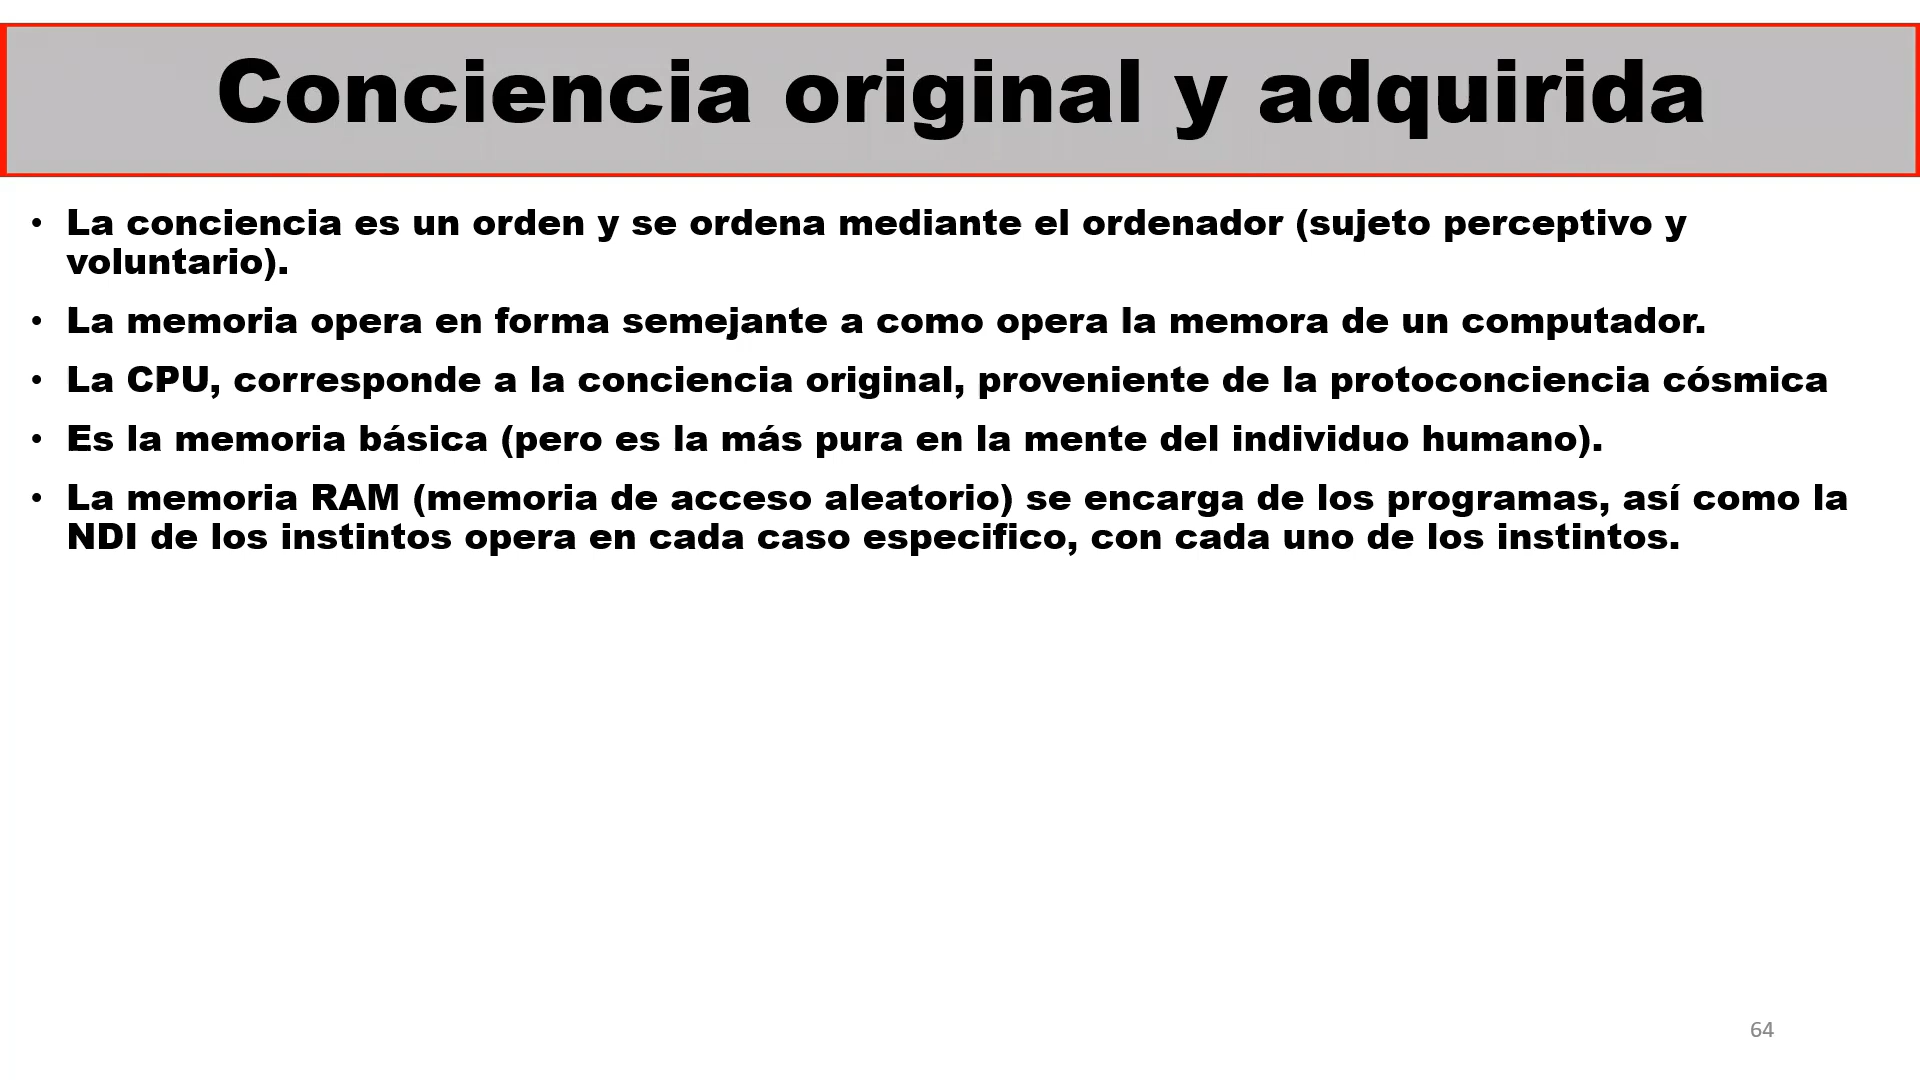 Conciencia original y adquirida
• La conciencia es un orden y se ordena mediante el ordenador (sujeto perceptivo y
voluntario).
• La memoria opera en forma semejante a como opera la memora de un computador.
• La CPU, corresponde a la conciencia original, proveniente de la protoconciencia cósmica
• Es la memoria básica (pero es la más pura en la mente del individuo humano).
• La memoria RAM (memoria de acceso aleatorio) se encarga de los programas, así como la
NDI de los instintos opera en cada caso especifico, con cada uno de los instintos.
64